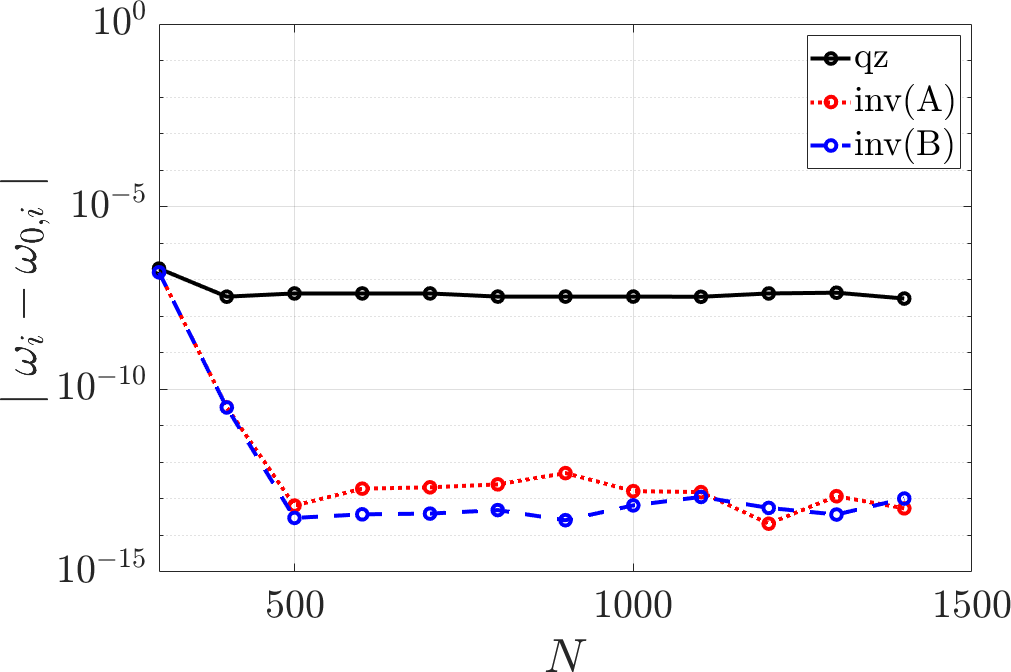 10^0
10^{-5}
10^{-10}
10^{-15}
| ω_i − ω_{0,i} |
qz
inv(A)
inv(B)
500
1000
1500
N